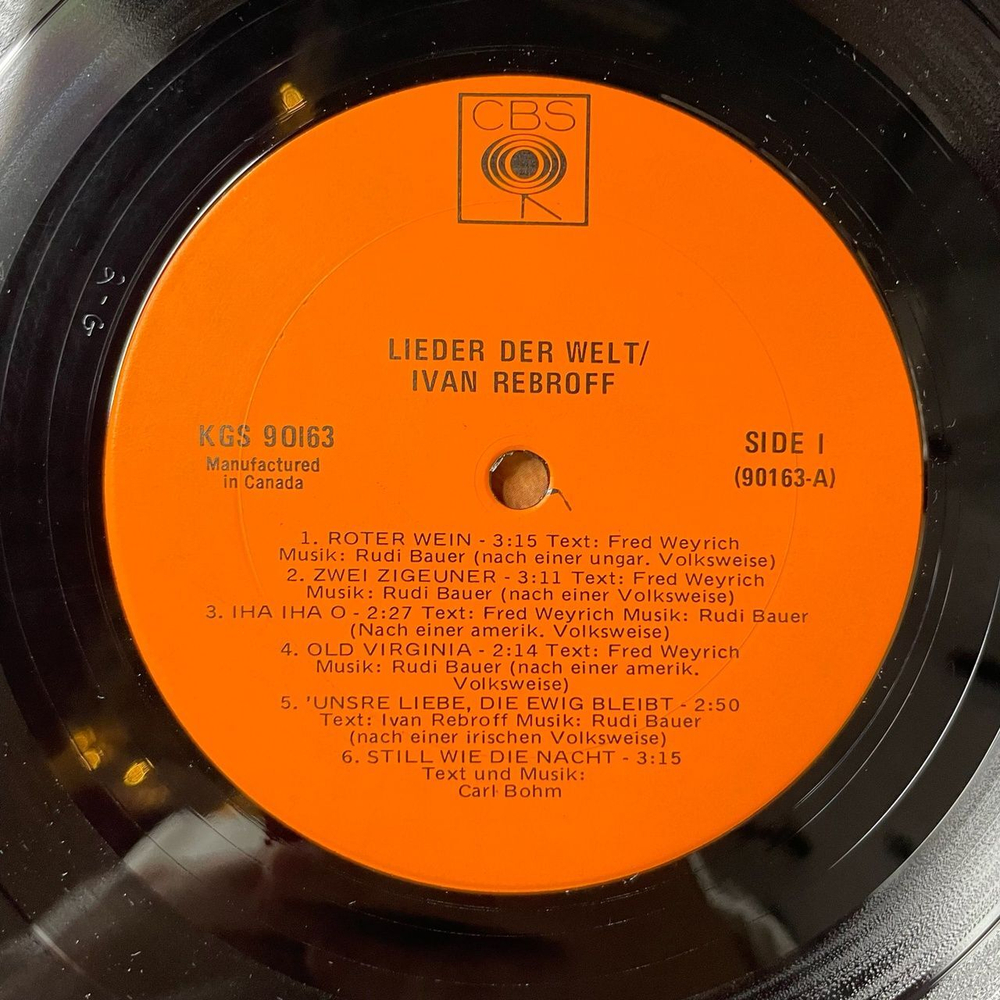 CBS
LIEDER DER WELT/
IVAN REBROFF
KGS 90163
Manufactured
in Canada
SIDE 1
(90163-A)
1. ROTER WEIN - 3:15 Text: Fred Weyrich
Musik: Rudi Bauer (nach einer ungar. Volksweise)
2. ZWEI ZIGEUNER - 3:11 Text: Fred Weyrich
Musik: Rudi Bauer (nach einer Volksweise)
3. IHA IHA O - 2:27 Text: Fred Weyrich Musik: Rudi Bauer
(Nach einer amerik. Volksweise)
4. OLD VIRGINIA - 2:14 Text: Fred Weyrich
Musik: Rudi Bauer (nach einer amerik.
Volksweise)
5. 'UNSRE LIEBE, DIE EWIG BLEIBT - 2:50
Text: Ivan Rebroff Musik: Rudi Bauer
(nach einer irischen Volksweise)
6. STILL WIE DIE NACHT - 3:15
Text und Musik:
Carl Bohm